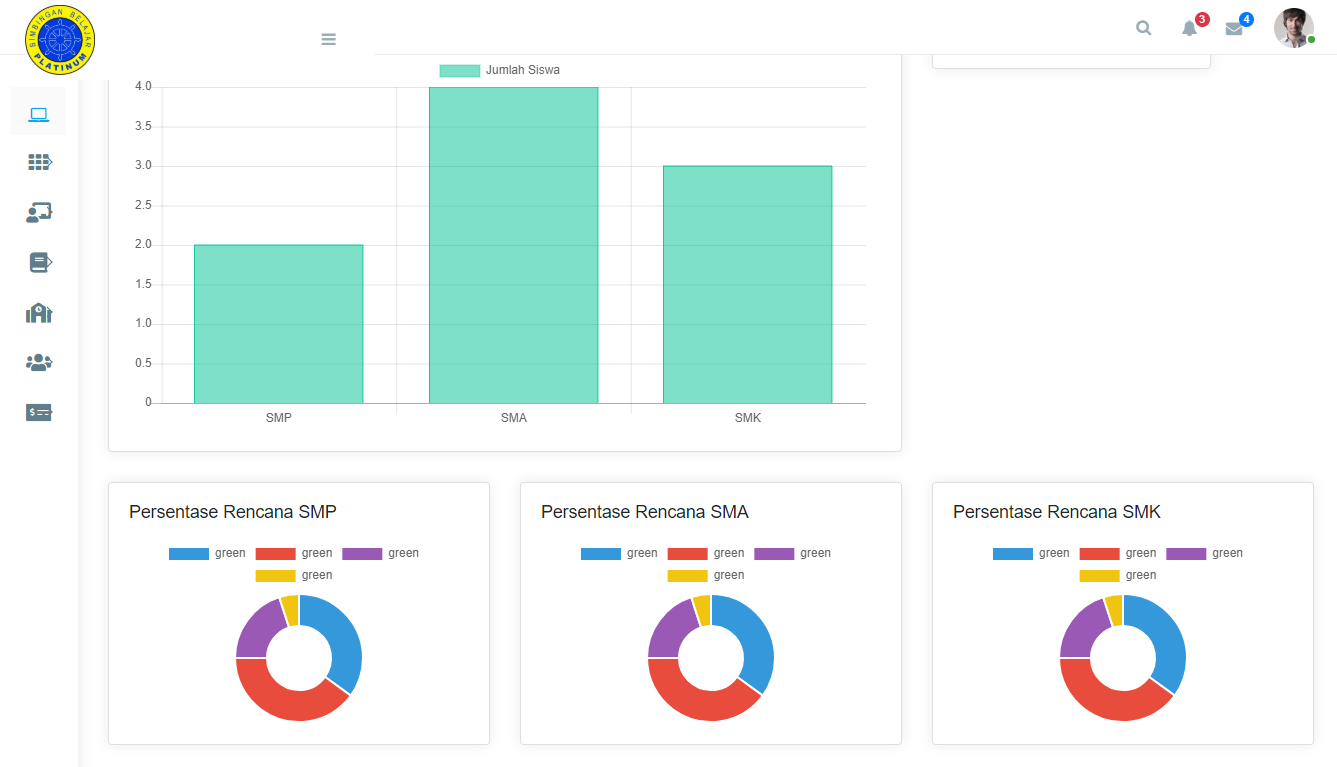 BIMBINGAN BELAJAR
PLATINUM
3
4
Jumlah Siswa
4.0
3.5
3.0
2.5
2.0
1.5
1.0
0.5
0
SMP SMA SMK
Persentase Rencana SMP
green green green
green
Persentase Rencana SMA
green green green
green
Persentase Rencana SMK
green green green
green